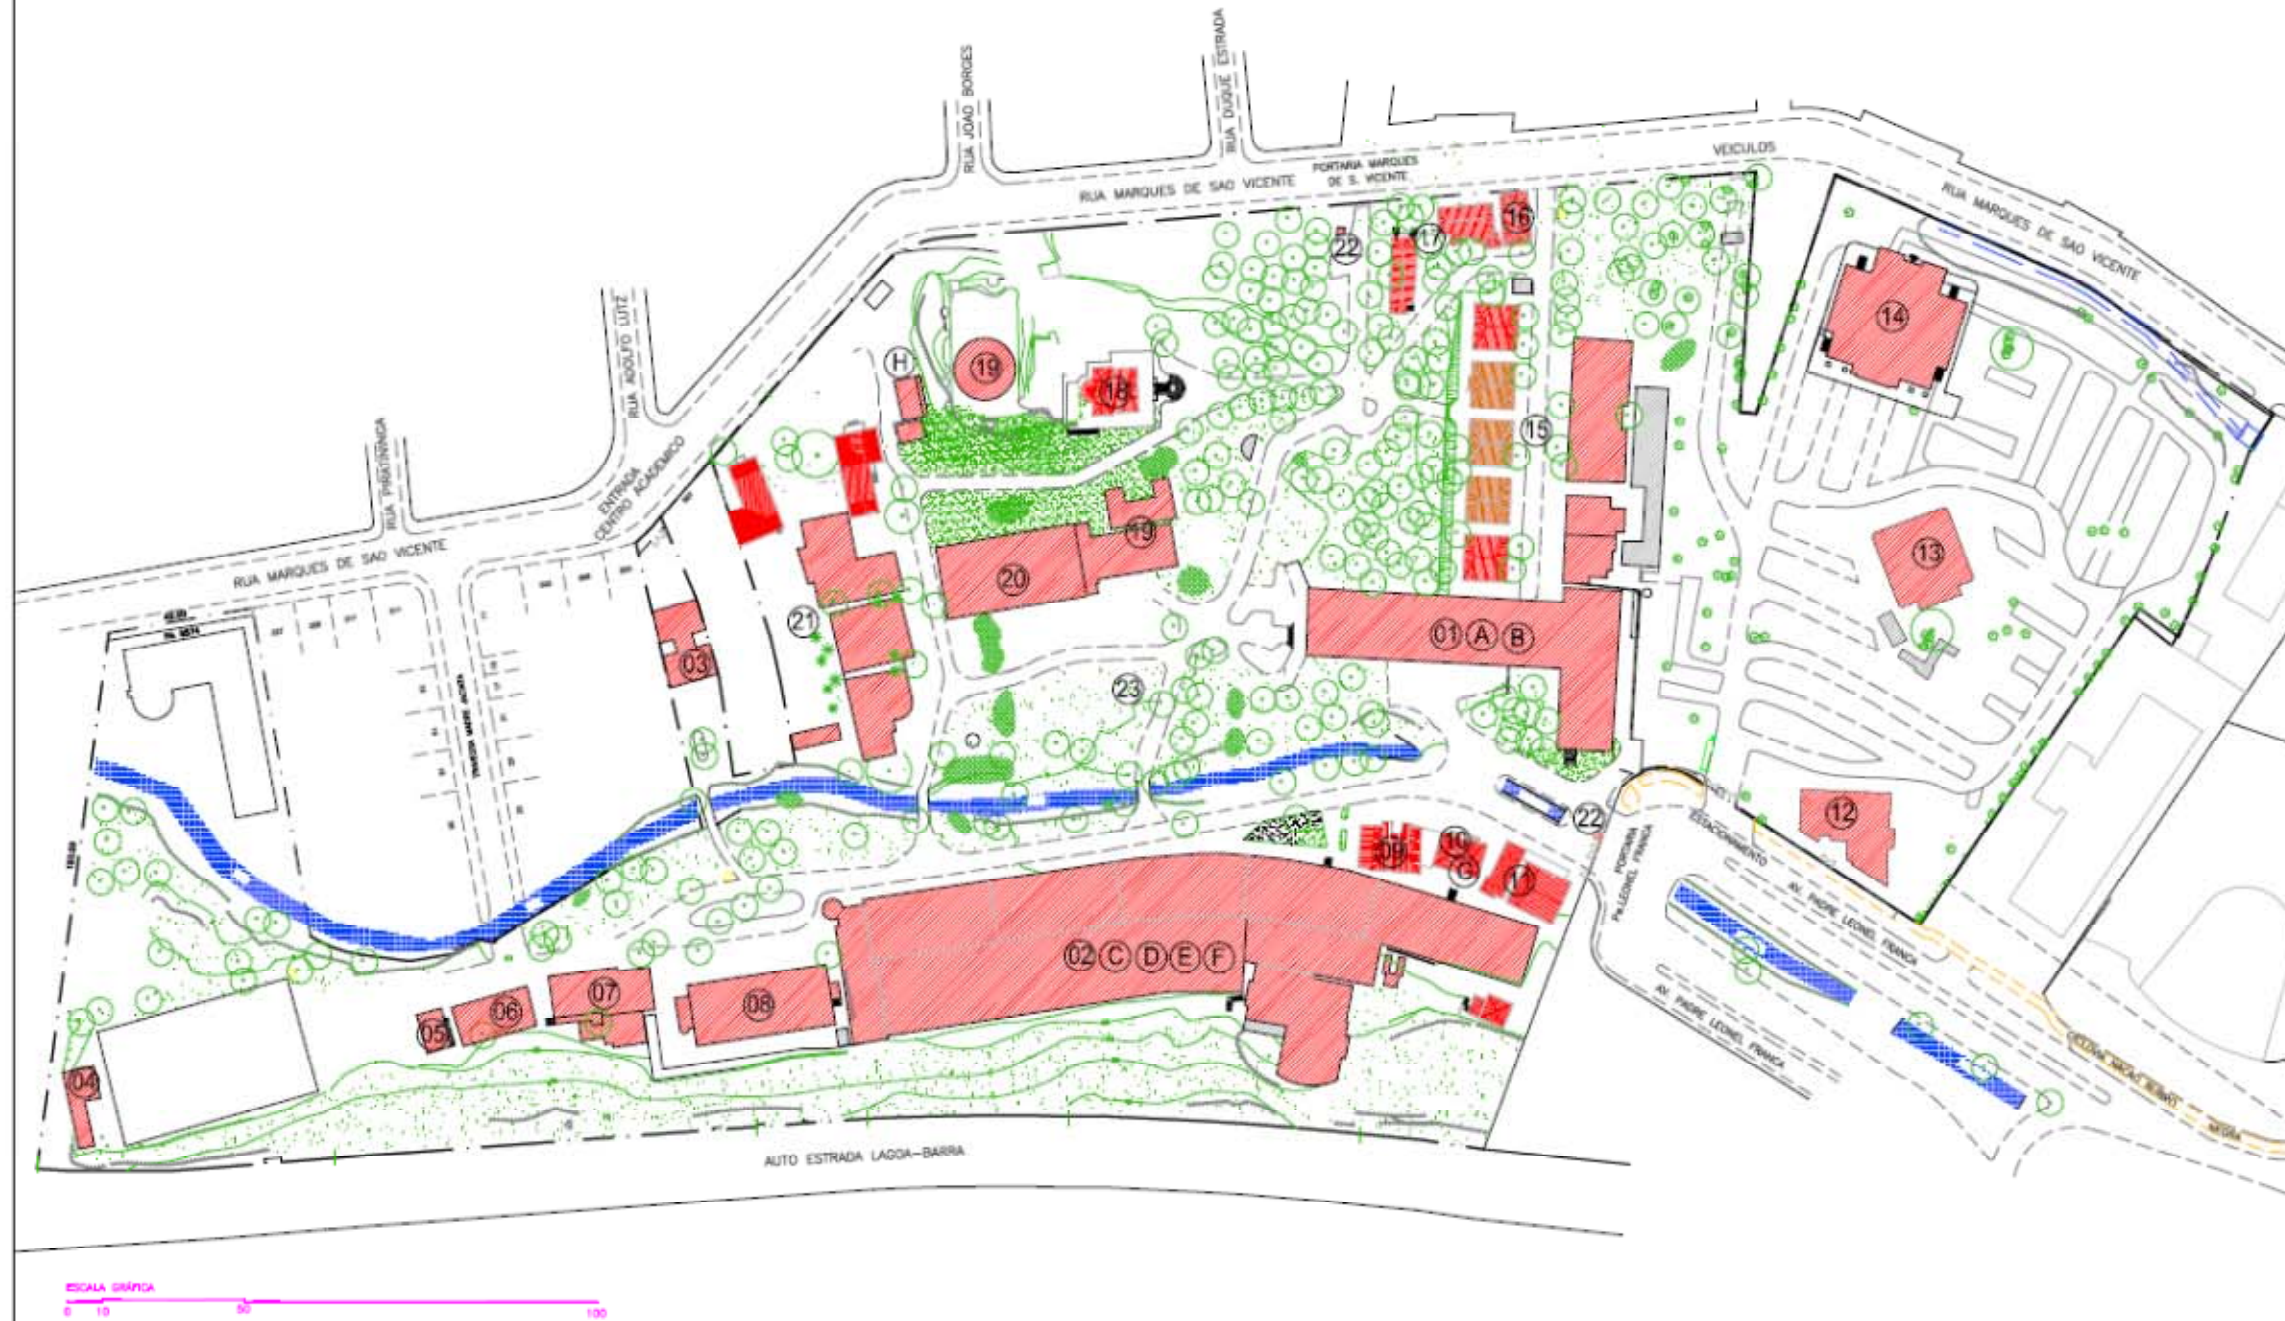 RUA DUQUE ESTRADA
RUA JOAO BORGES
RUA MARQUES DE SAO VICENTE
PORTARIA MARQUES
DE S. VICENTE
VEICULOS
RUA MARQUES DE SAO VICENTE
RUA ADOLFO LUTZ
RUA PIRATININGA
ENTRADA
CENTRO ACADEMICO
RUA MARQUES DE SAO VICENTE
16
17
22
14
H
19
18
15
13
20
19
21
03
01 A B
23
12
22
09
10
G
11
PORTARIA
Pe.LEONEL FRANCA
ESTACIONAMENTO
AV. PADRE LEONEL FRANCA
AV. PADRE LEONEL FRANCA
02 C D E F
08
07
06
05
04
NEGRA
AUTO ESTRADA LAGOA-BARRA
ESCALA GRÁFICA
0 10 50 100